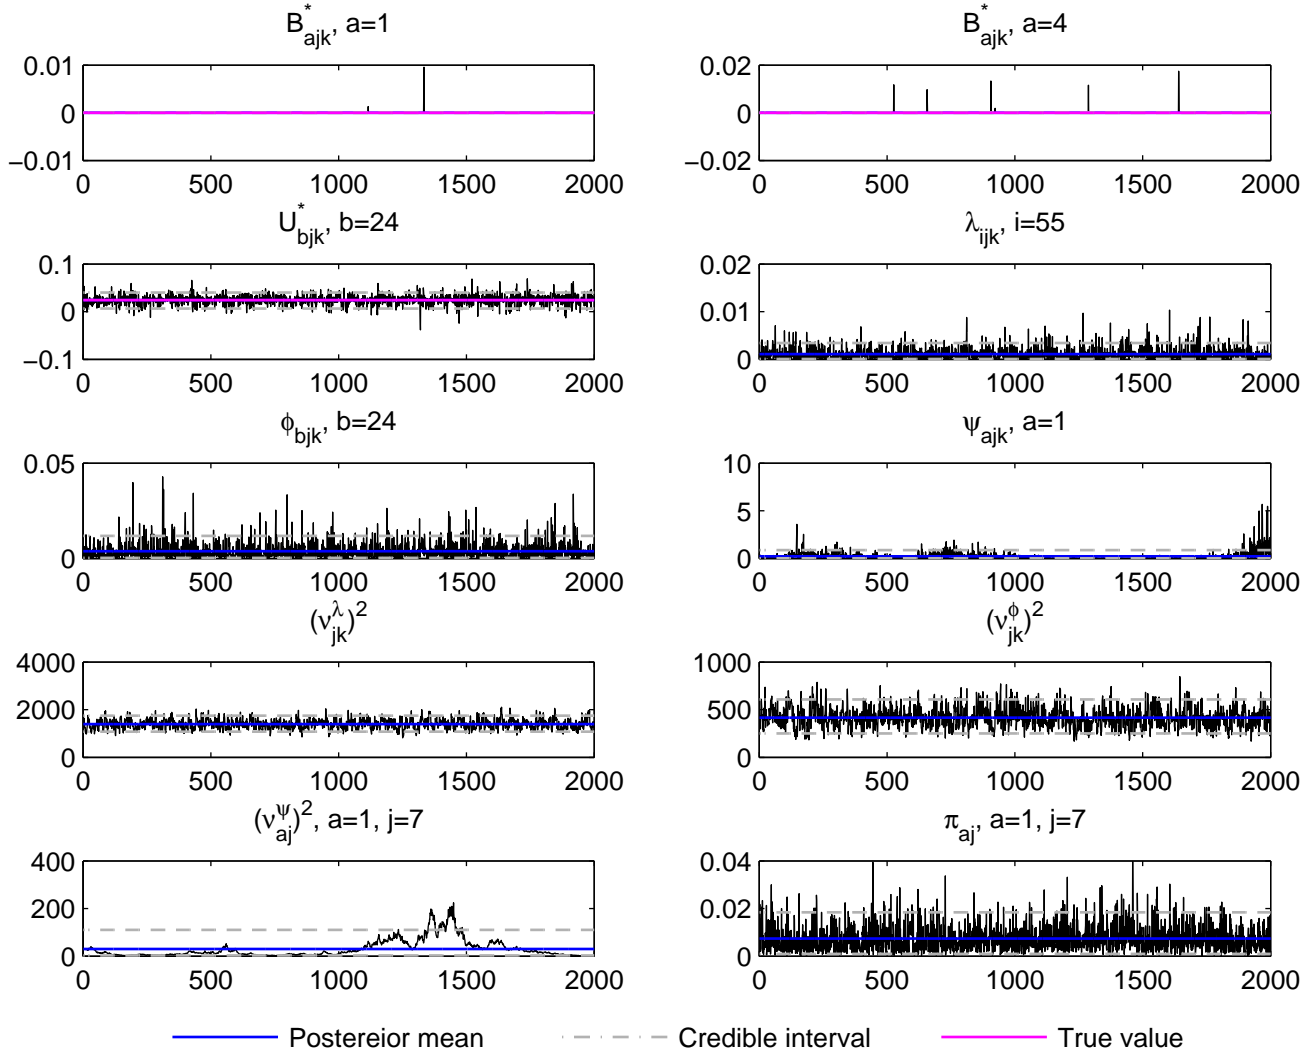 B*ajk, a=1
B*ajk, a=4
0.01
0
−0.01
0 500 1000 1500 2000
0.02
0
−0.02
0 500 1000 1500 2000
U*bjk, b=24
λijk, i=55
0.1
0
−0.1
0 500 1000 1500 2000
0.02
0.01
0
0 500 1000 1500 2000
ϕbjk, b=24
ψajk, a=1
0.05
0
0 500 1000 1500 2000
10
5
0
0 500 1000 1500 2000
(νλjk)2
(νϕjk)2
4000
2000
0
0 500 1000 1500 2000
1000
500
0
0 500 1000 1500 2000
(νψaj)2, a=1, j=7
πaj, a=1, j=7
400
200
0
0 500 1000 1500 2000
0.04
0.02
0
0 500 1000 1500 2000
Postereior mean
Credible interval
True value